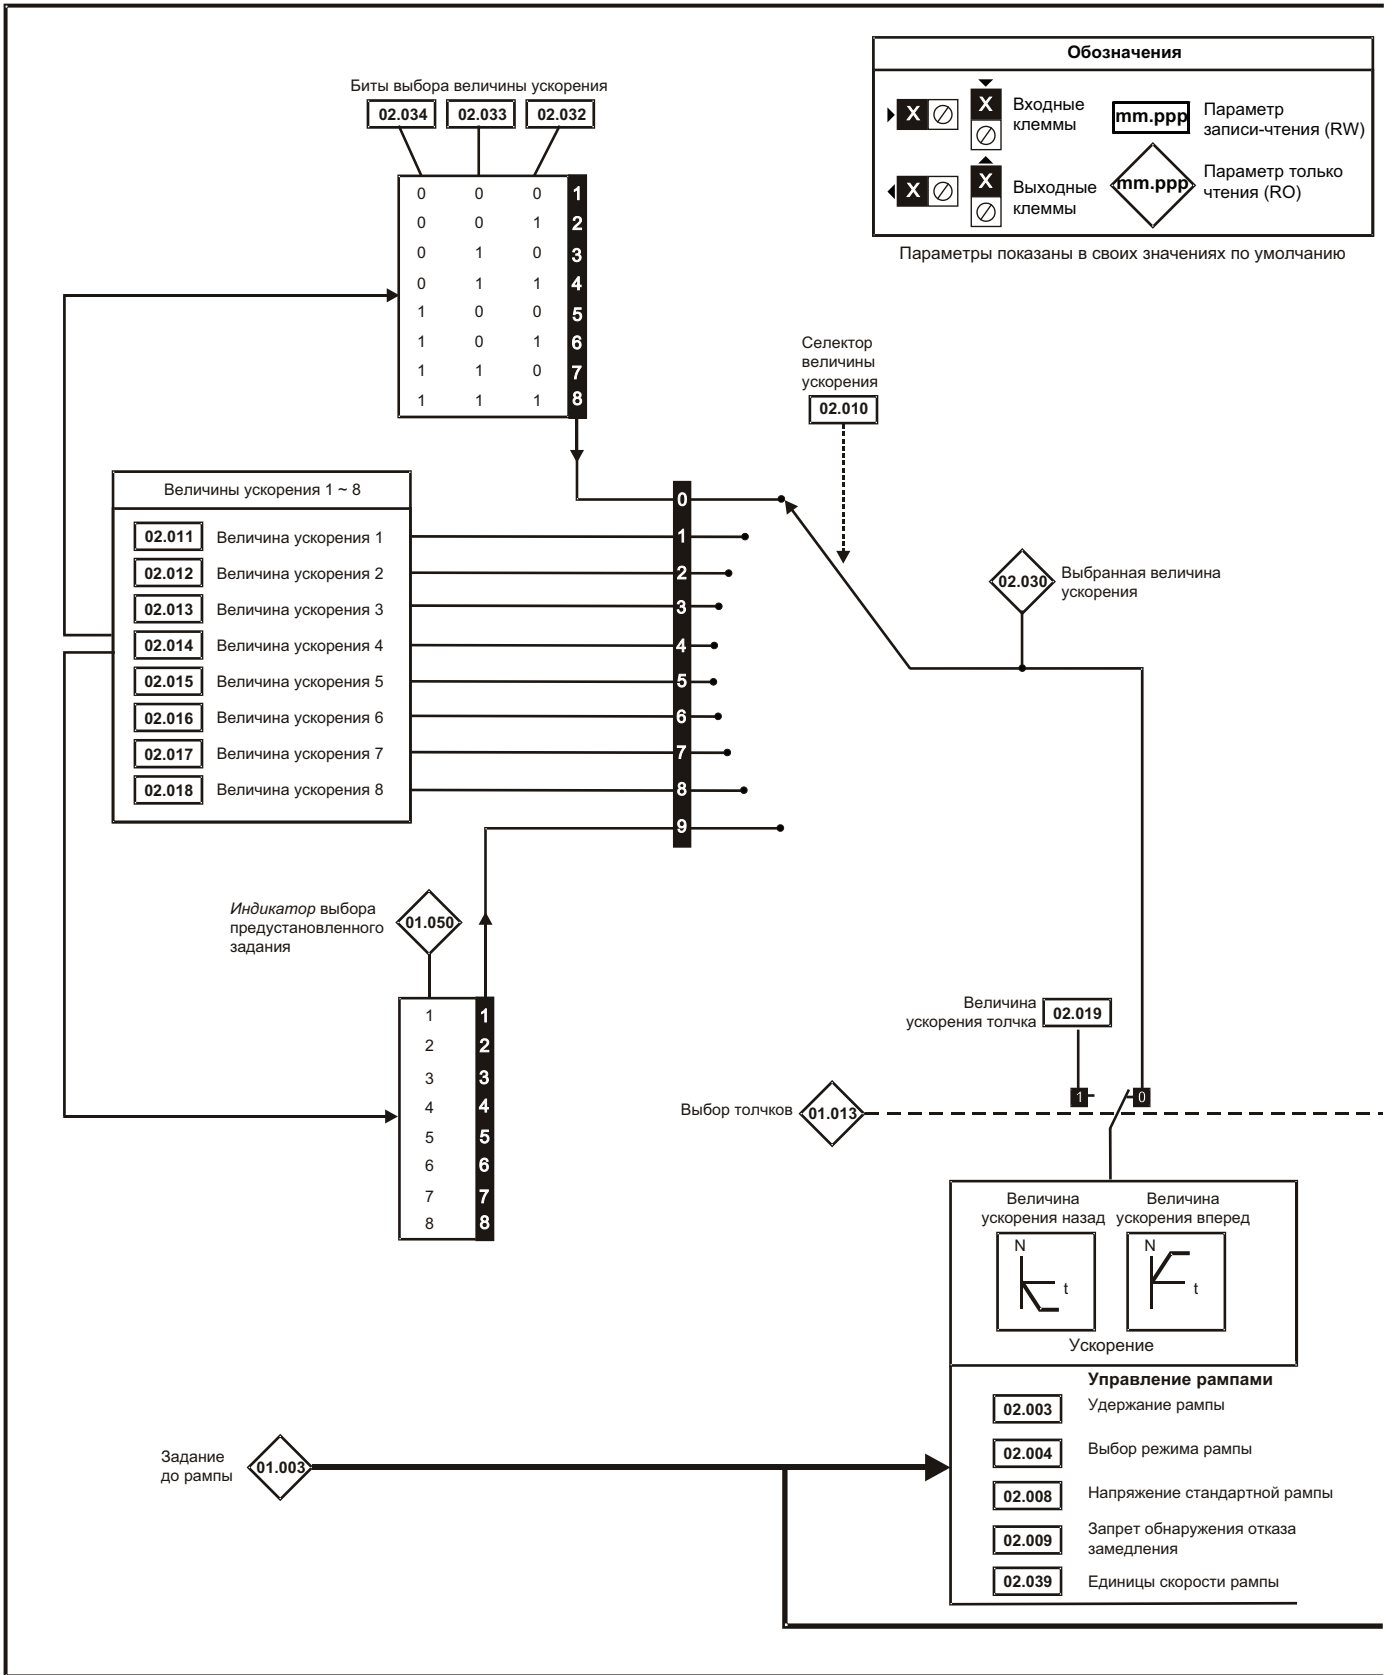 Обозначения
X
X
Входные
клеммы
mm.ppp
Параметр
записи-чтения (RW)
X
X
Выходные
клеммы
mm.ppp
Параметр только
чтения (RO)
Параметры показаны в своих значениях по умолчанию
Биты выбора величины ускорения
02.034 02.033 02.032
0 0 0 1
0 0 1 2
0 1 0 3
0 1 1 4
1 0 0 5
1 0 1 6
1 1 0 7
1 1 1 8
Селектор
величины
ускорения
02.010
Величины ускорения 1 ~ 8
02.011 Величина ускорения 1
02.012 Величина ускорения 2
02.013 Величина ускорения 3
02.014 Величина ускорения 4
02.015 Величина ускорения 5
02.016 Величина ускорения 6
02.017 Величина ускорения 7
02.018 Величина ускорения 8
0
1
2
3
4
5
6
7
8
9
02.030
Выбранная величина
ускорения
Индикатор выбора
предустановленного
задания
01.050
1 1
2 2
3 3
4 4
5 5
6 6
7 7
8 8
Величина
ускорения толчка
02.019
1 0
Выбор толчков 01.013
Величина
ускорения назад
Величина
ускорения вперед
N
t
N
t
Ускорение
Управление рампами
02.003 Удержание рампы
02.004 Выбор режима рампы
02.008 Напряжение стандартной рампы
02.009 Запрет обнаружения отказа
замедления
02.039 Единицы скорости рампы
Задание
до рампы
01.003